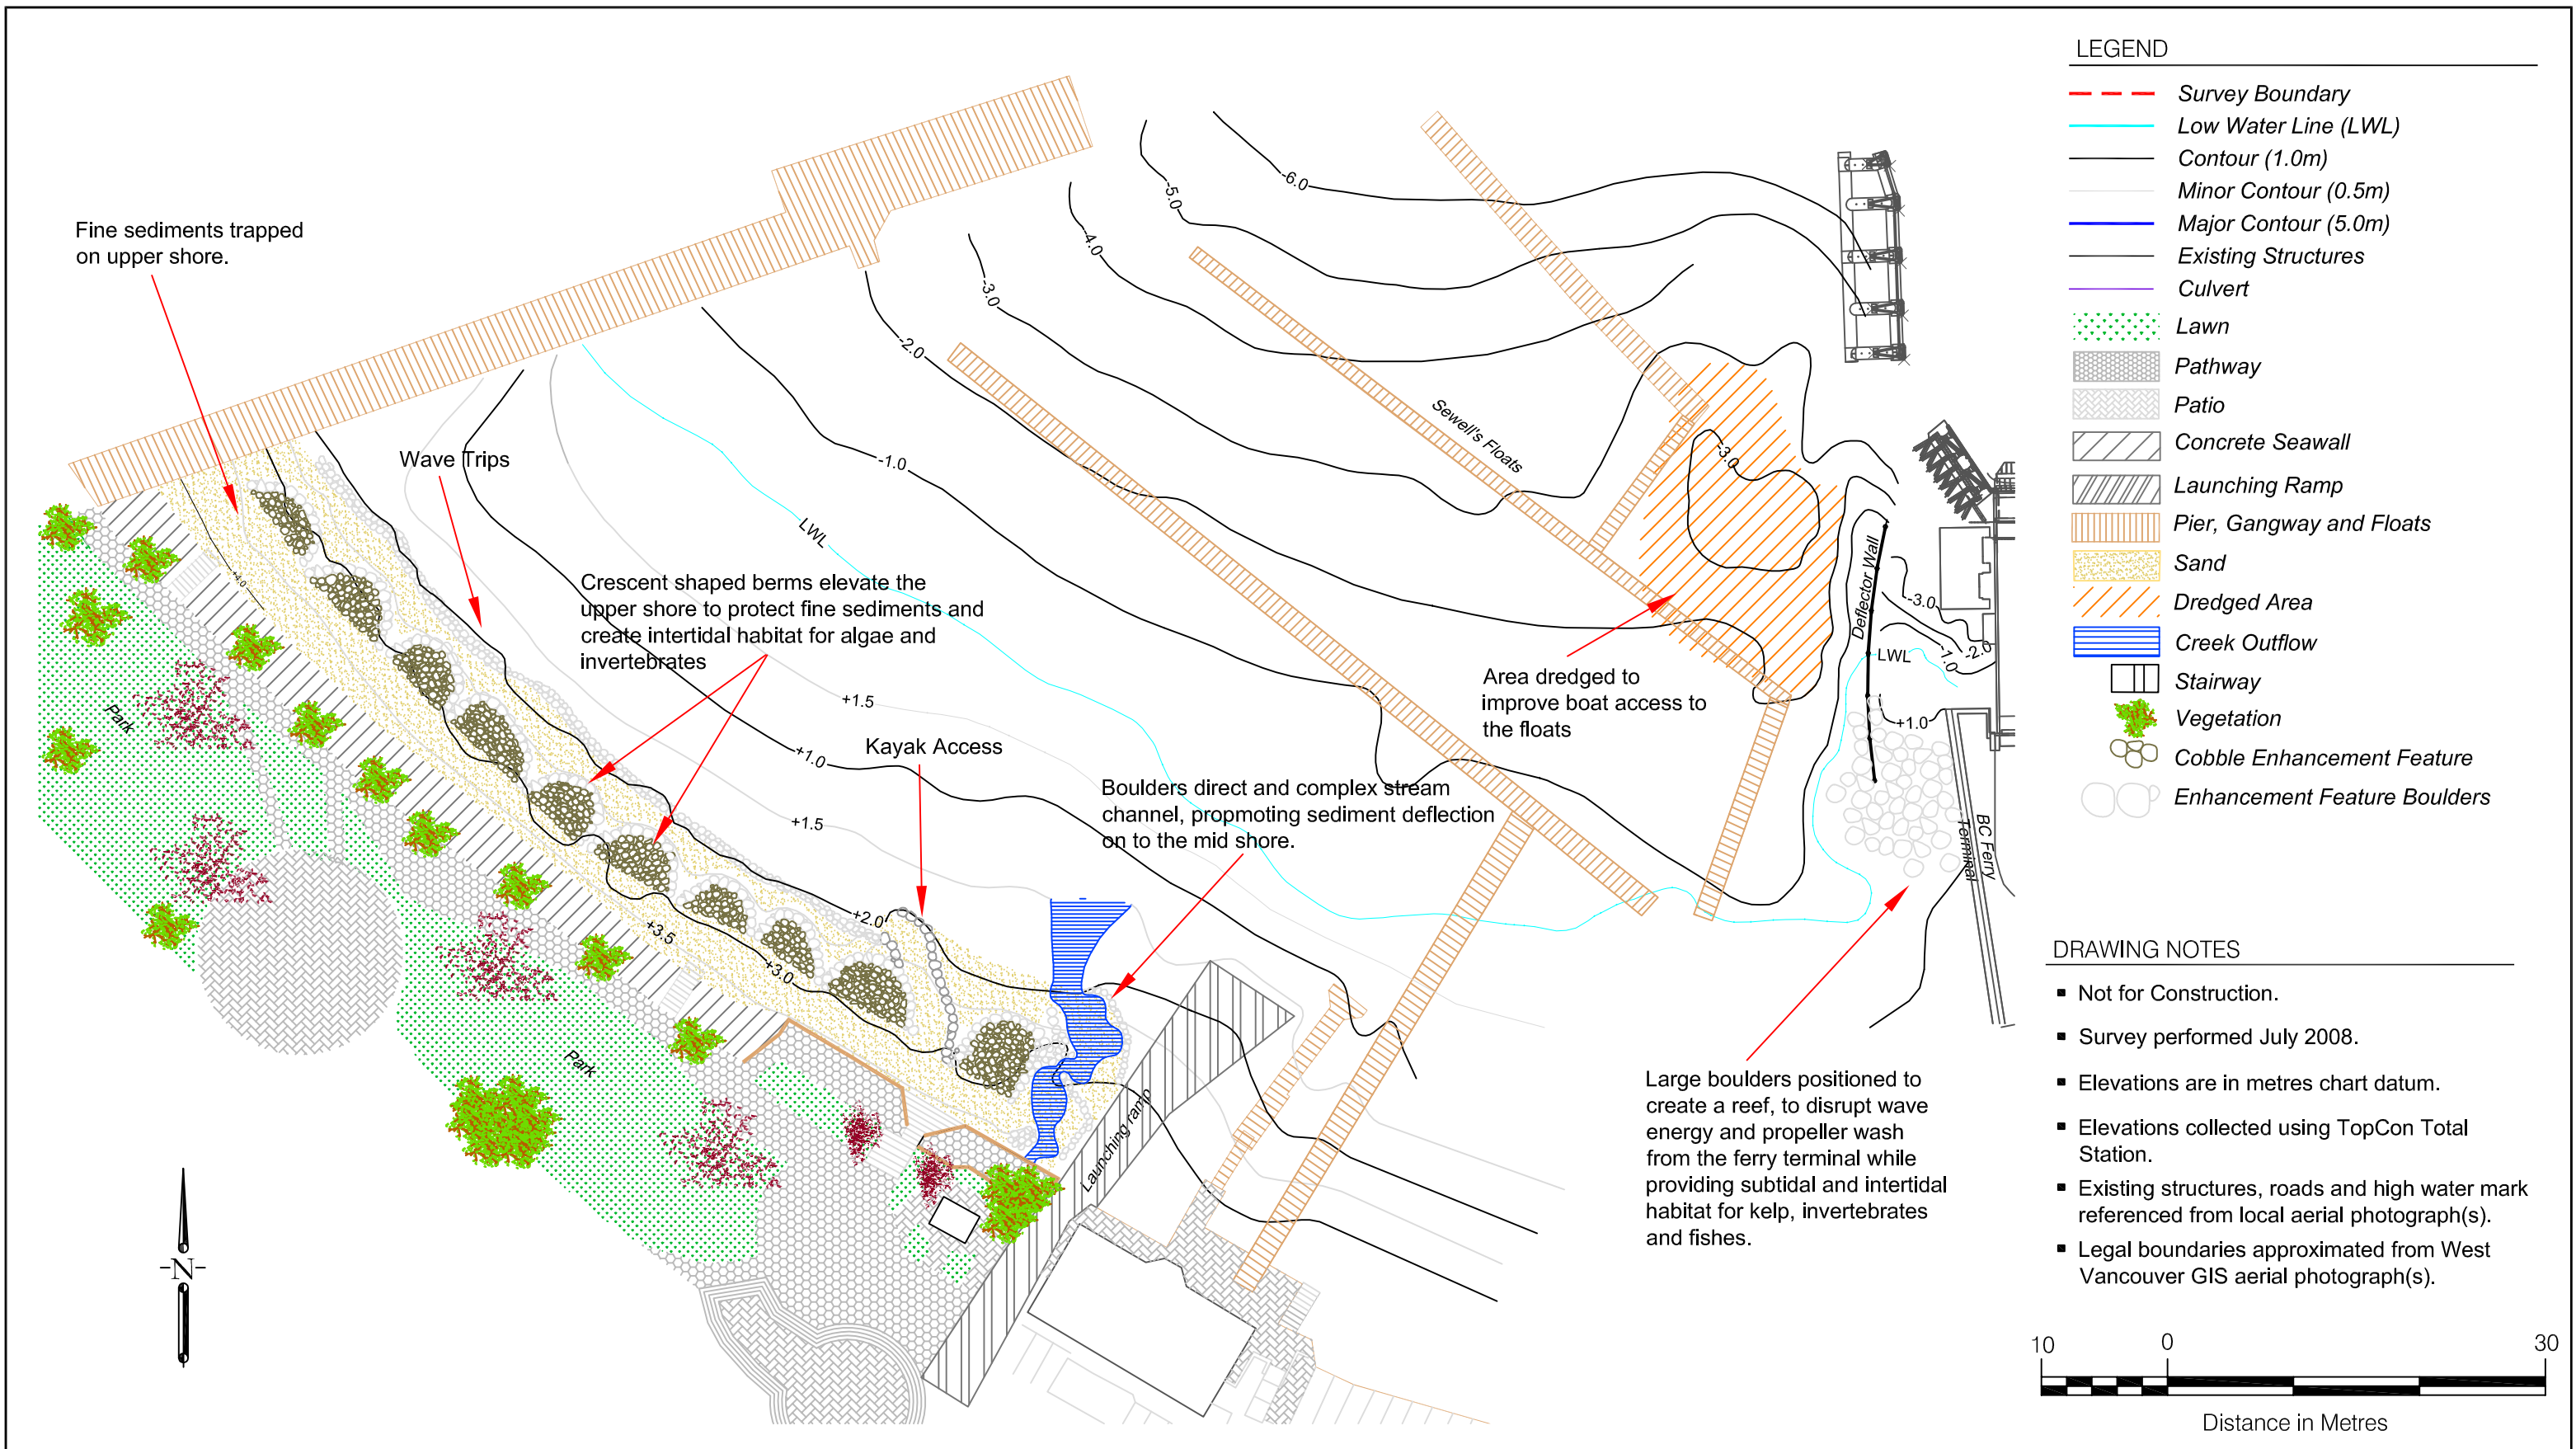 Fine sediments trapped
on upper shore.
Wave Trips
Crescent shaped berms elevate the
upper shore to protect fine sediments and
create intertidal habitat for algae and
invertebrates
Kayak Access
Boulders direct and complex stream
channel, propmoting sediment deflection
on to the mid shore.
Area dredged to
improve boat access to
the floats
Large boulders positioned to
create a reef, to disrupt wave
energy and propeller wash
from the ferry terminal while
providing subtidal and intertidal
habitat for kelp, invertebrates
and fishes.
-6.0
-5.0
-4.0
-3.0
-2.0
-1.0
LWL
+1.5
+1.0
+1.5
+2.0
+3.0
+3.5
+4.0
-3.0
Sewell's Floats
Deflector Wall
-3.0
-2.0
-1.0
LWL
+1.0
BC Ferry
Terminal
Launching ramp
Park
Park
-N-
LEGEND
Survey Boundary
Low Water Line (LWL)
Contour (1.0m)
Minor Contour (0.5m)
Major Contour (5.0m)
Existing Structures
Culvert
Lawn
Pathway
Patio
Concrete Seawall
Launching Ramp
Pier, Gangway and Floats
Sand
Dredged Area
Creek Outflow
Stairway
Vegetation
Cobble Enhancement Feature
Enhancement Feature Boulders
DRAWING NOTES
▪ Not for Construction.
▪ Survey performed July 2008.
▪ Elevations are in metres chart datum.
▪ Elevations collected using TopCon Total
Station.
▪ Existing structures, roads and high water mark
referenced from local aerial photograph(s).
▪ Legal boundaries approximated from West
Vancouver GIS aerial photograph(s).
10 0 30
Distance in Metres